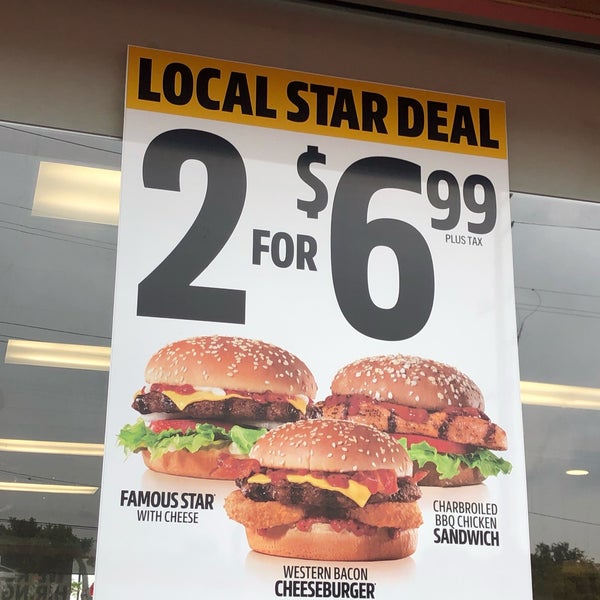 LOCAL STAR DEAL
2 FOR $6.99
PLUS TAX
FAMOUS STAR
WITH CHEESE
CHARBROILED
BBQ CHICKEN
SANDWICH
WESTERN BACON
CHEESEBURGER